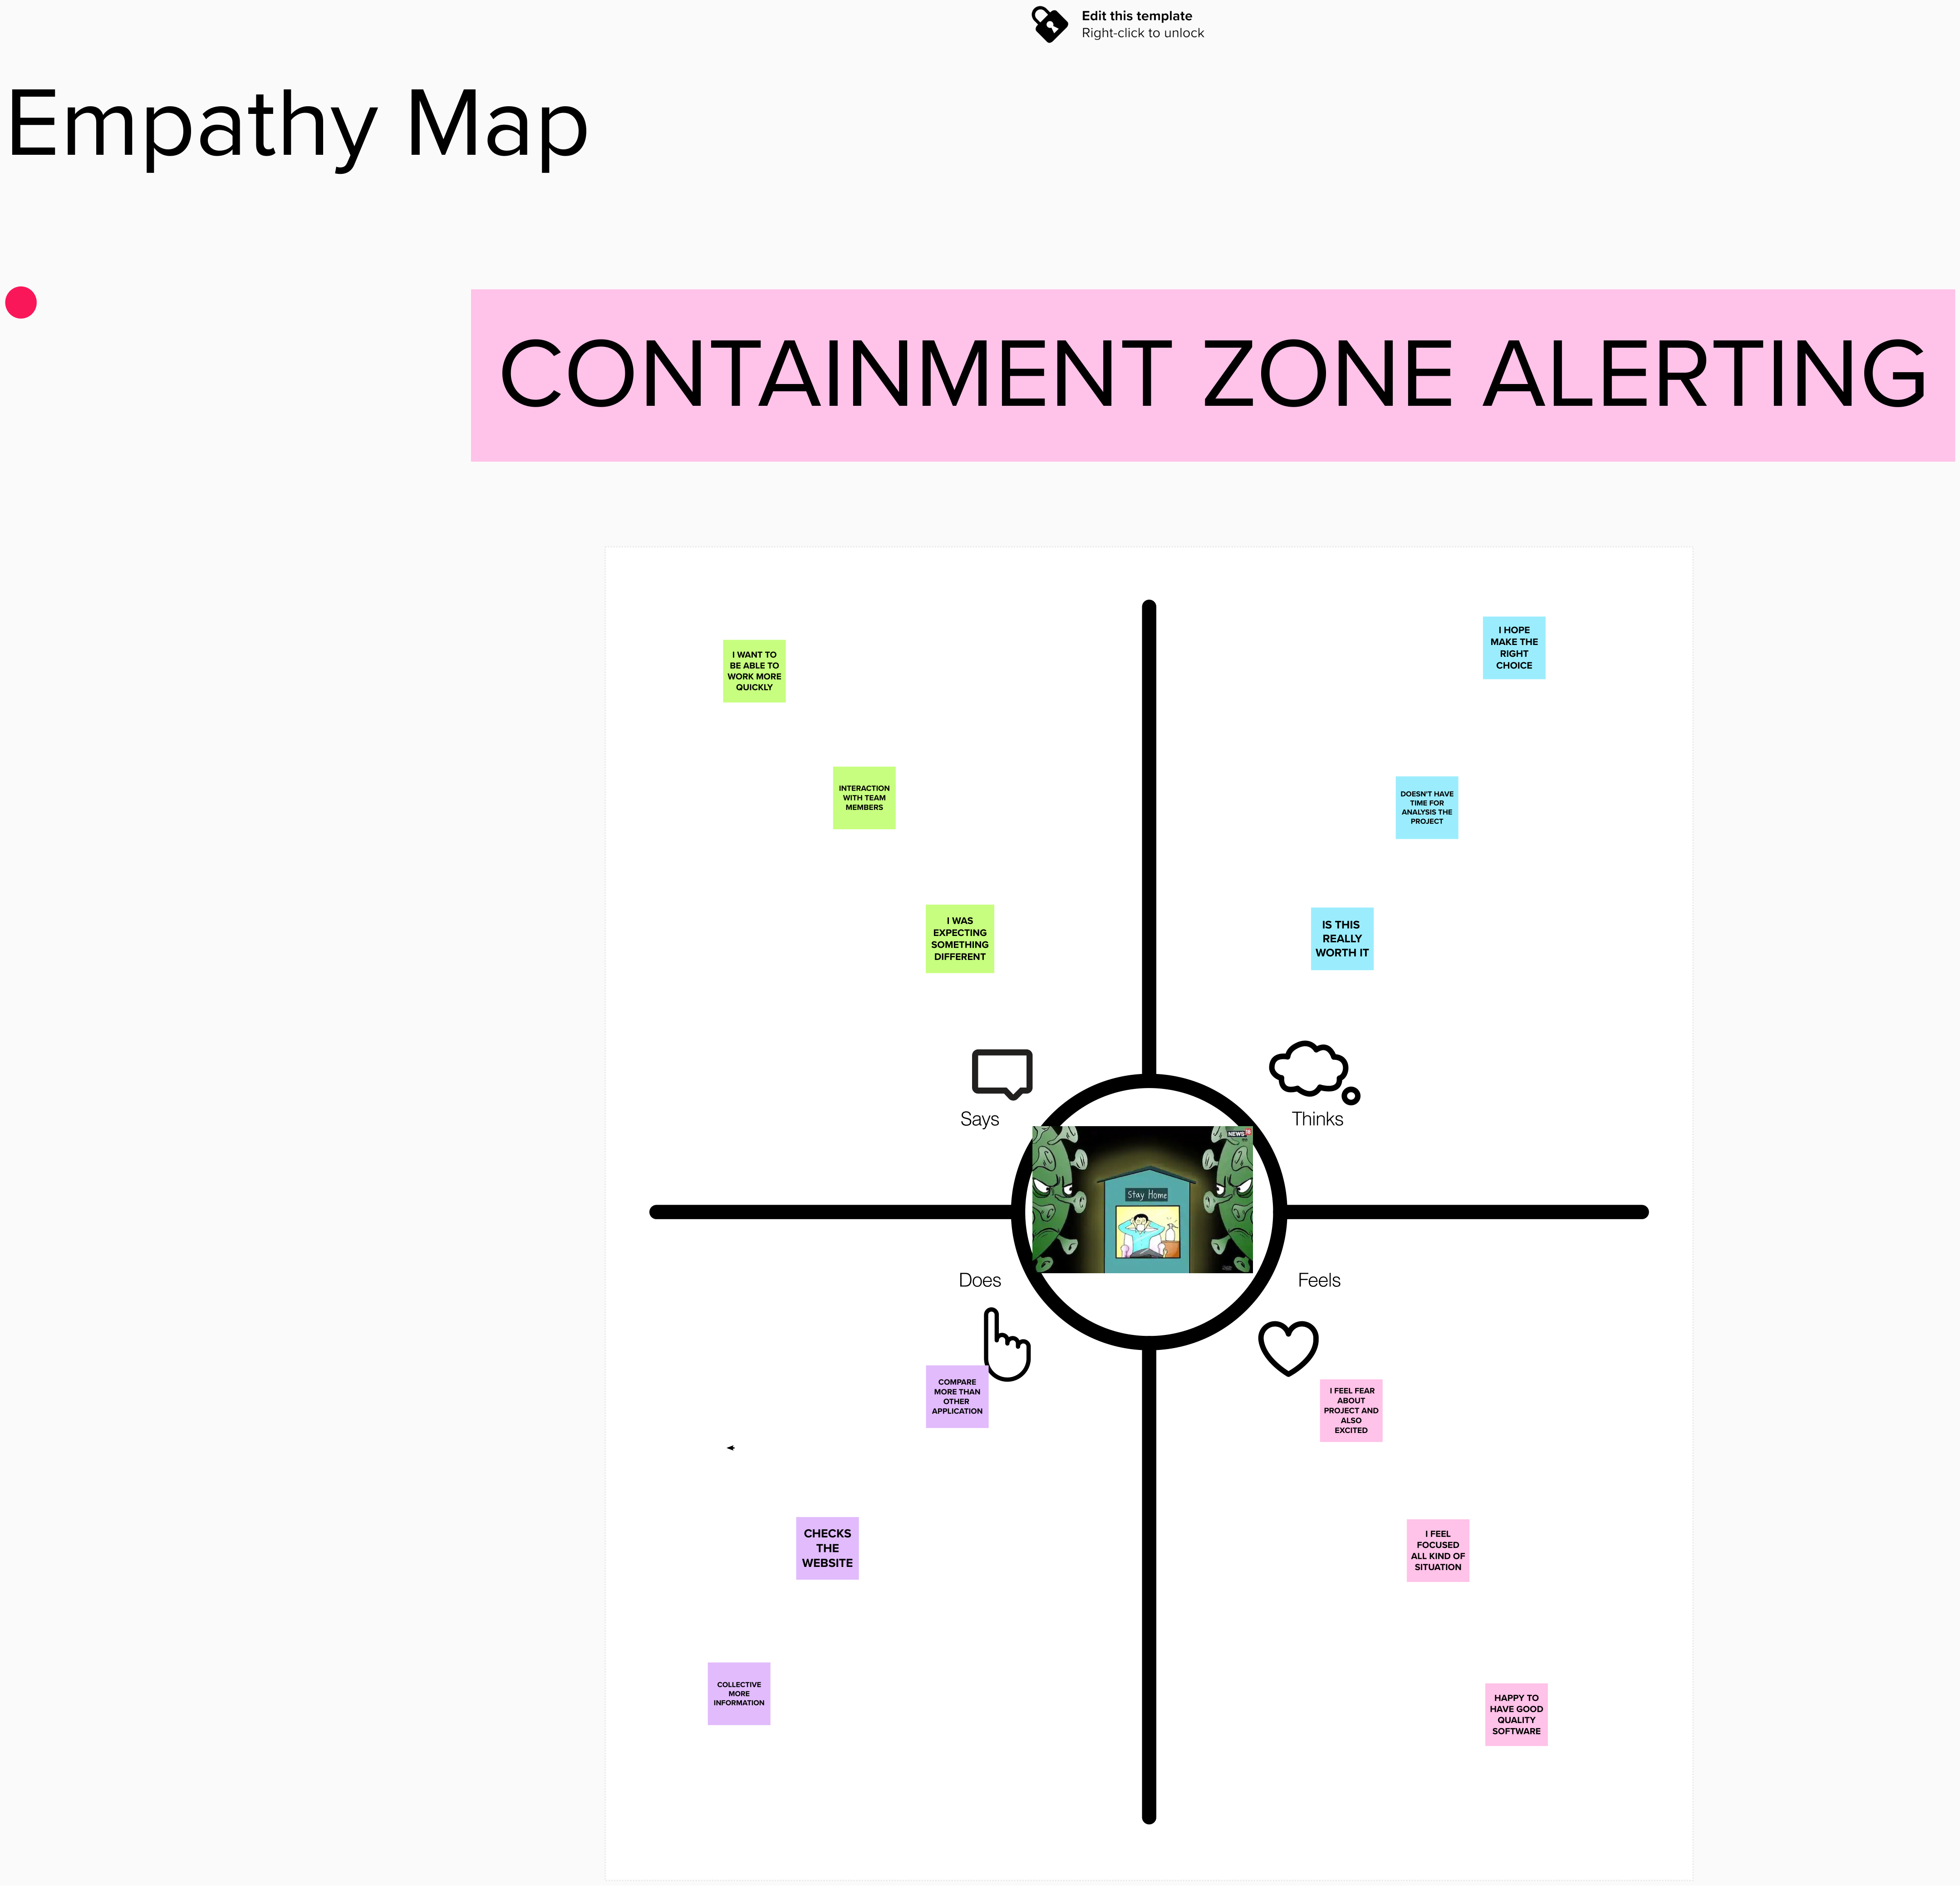 Edit this template
Right-click to unlock
Empathy Map
CONTAINMENT ZONE ALERTING
I WANT TO
BE ABLE TO
WORK MORE
QUICKLY
INTERACTION
WITH TEAM
MEMBERS
I WAS
EXPECTING
SOMETHING
DIFFERENT
I HOPE
MAKE THE
RIGHT
CHOICE
DOESN'T HAVE
TIME FOR
ANALYSIS THE
PROJECT
IS THIS
REALLY
WORTH IT
Says
Thinks
NEWS18
Stay Home
Does
Feels
COMPARE
MORE THAN
OTHER
APPLICATION
CHECKS
THE
WEBSITE
COLLECTIVE
MORE
INFORMATION
I FEEL FEAR
ABOUT
PROJECT AND
ALSO
EXCITED
I FEEL
FOCUSED
ALL KIND OF
SITUATION
HAPPY TO
HAVE GOOD
QUALITY
SOFTWARE